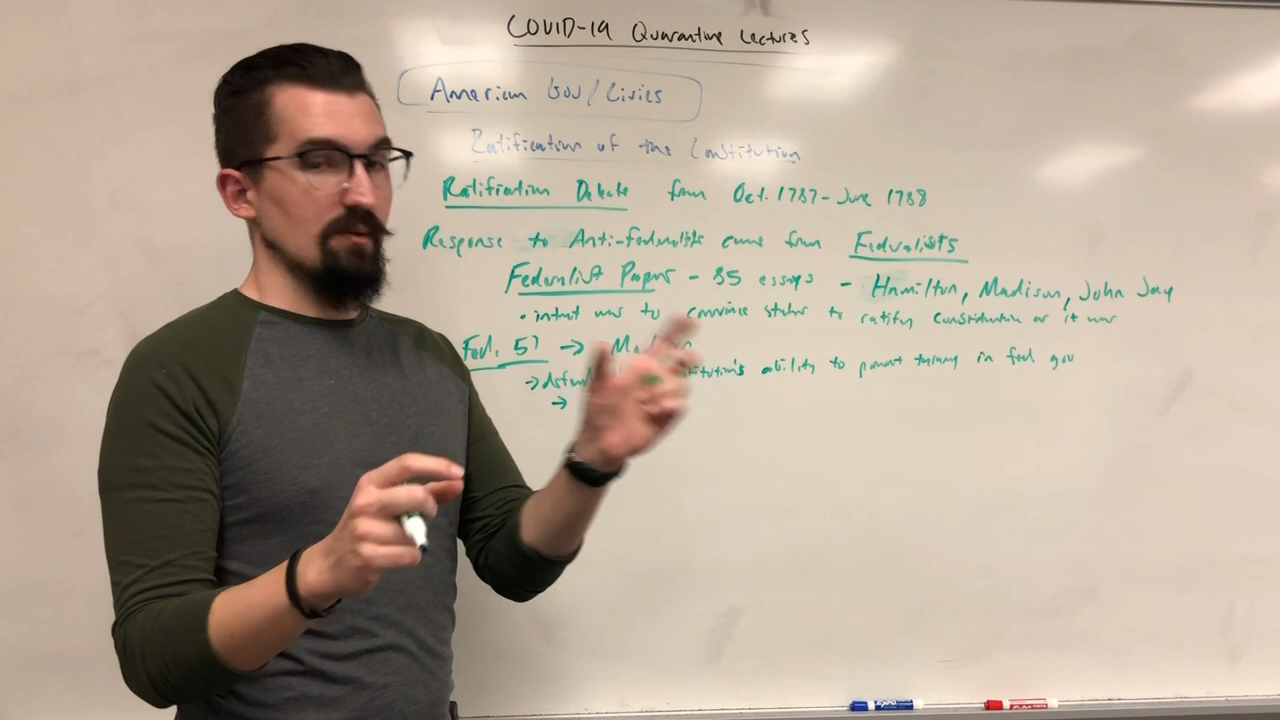 COVID-19 Quarantine Lectures
American Gov/Civics
Ratification of the Constitution
Ratification Debate from Oct. 1787-June 1788
Response to Anti-federalists came from Federalists
Federalist Papers - 85 essays - Hamilton, Madison, John Jay
• intent was to convince states to ratify Constitution as it was
Fed. 51 →
→ ability to prevent tyranny in fed gov
→
EXPO